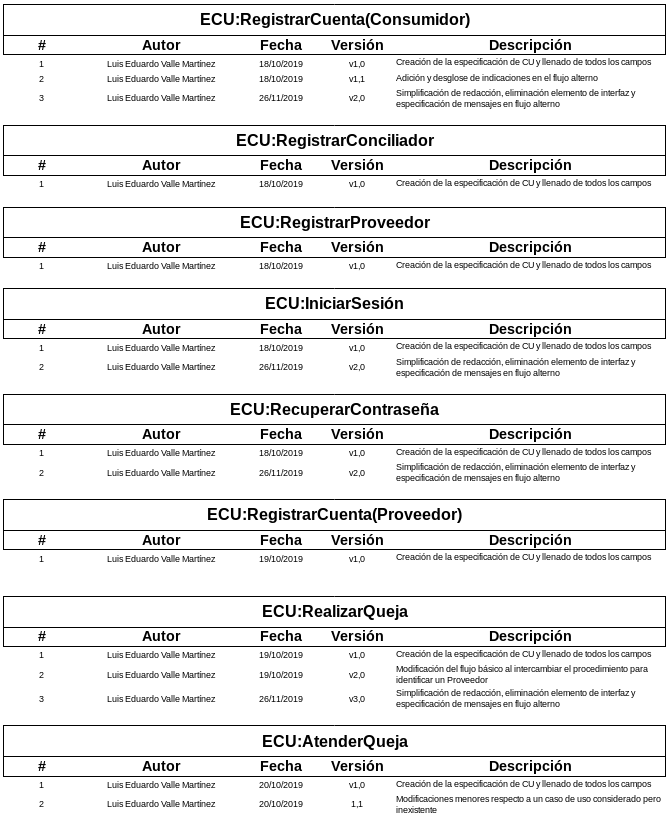 ECU:RegistrarCuenta(Consumidor)
# Autor Fecha Versión Descripción
1 Luis Eduardo Valle Martínez 18/10/2019 v1,0 Creación de la especificación de CU y llenado de todos los campos
2 Luis Eduardo Valle Martínez 18/10/2019 v1,1 Adición y desglose de indicaciones en el flujo alterno
3 Luis Eduardo Valle Martínez 26/11/2019 v2,0 Simplificación de redacción, eliminación elemento de interfaz y
especificación de mensajes en flujo alterno
ECU:RegistrarConciliador
# Autor Fecha Versión Descripción
1 Luis Eduardo Valle Martínez 18/10/2019 v1,0 Creación de la especificación de CU y llenado de todos los campos
ECU:RegistrarProveedor
# Autor Fecha Versión Descripción
1 Luis Eduardo Valle Martínez 18/10/2019 v1,0 Creación de la especificación de CU y llenado de todos los campos
ECU:IniciarSesión
# Autor Fecha Versión Descripción
1 Luis Eduardo Valle Martínez 18/10/2019 v1,0 Creación de la especificación de CU y llenado de todos los campos
2 Luis Eduardo Valle Martínez 26/11/2019 v2,0 Simplificación de redacción, eliminación elemento de interfaz y
especificación de mensajes en flujo alterno
ECU:RecuperarContraseña
# Autor Fecha Versión Descripción
1 Luis Eduardo Valle Martínez 18/10/2019 v1,0 Creación de la especificación de CU y llenado de todos los campos
2 Luis Eduardo Valle Martínez 26/11/2019 v2,0 Simplificación de redacción, eliminación elemento de interfaz y
especificación de mensajes en flujo alterno
ECU:RegistrarCuenta(Proveedor)
# Autor Fecha Versión Descripción
1 Luis Eduardo Valle Martínez 19/10/2019 v1,0 Creación de la especificación de CU y llenado de todos los campos
ECU:RealizarQueja
# Autor Fecha Versión Descripción
1 Luis Eduardo Valle Martínez 19/10/2019 v1,0 Creación de la especificación de CU y llenado de todos los campos
2 Luis Eduardo Valle Martínez 19/10/2019 v2,0 Modificación del flujo básico al intercambiar el procedimiento para
identificar un Proveedor
3 Luis Eduardo Valle Martínez 26/11/2019 v3,0 Simplificación de redacción, eliminación elemento de interfaz y
especificación de mensajes en flujo alterno
ECU:AtenderQueja
# Autor Fecha Versión Descripción
1 Luis Eduardo Valle Martínez 20/10/2019 v1,0 Creación de la especificación de CU y llenado de todos los campos
2 Luis Eduardo Valle Martínez 20/10/2019 1,1 Modificaciones menores respecto a un caso de uso considerado pero
inexistente